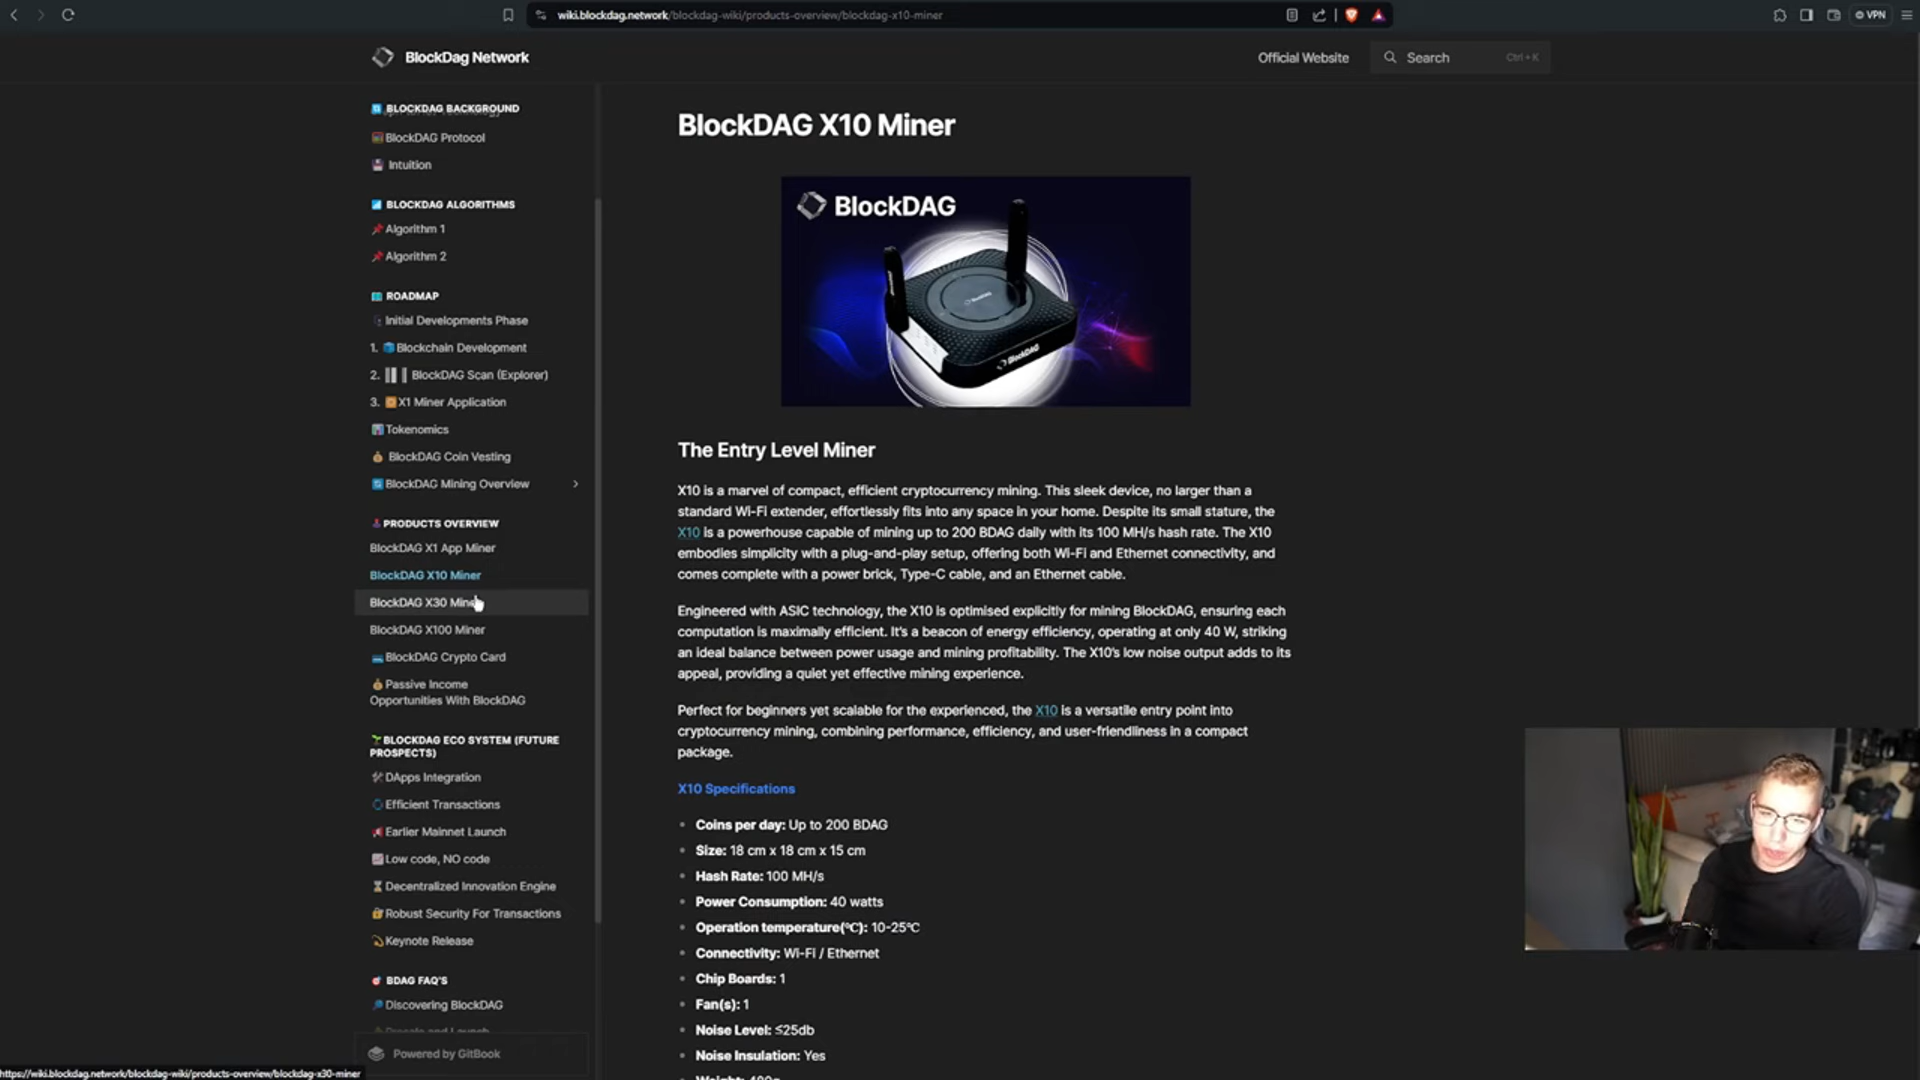 wiki.blockdag.network/blockdag-wiki/products-overview/blockdag-x10-miner
VPN
BlockDag Network
Official Website
Search
Ctrl + K
BLOCKDAG BACKGROUND
BlockDAG Protocol
Intuition
BLOCKDAG ALGORITHMS
Algorithm 1
Algorithm 2
ROADMAP
Initial Developments Phase
1. Blockchain Development
2. BlockDAG Scan (Explorer)
3. X1 Miner Application
Tokenomics
BlockDAG Coin Vesting
BlockDAG Mining Overview
PRODUCTS OVERVIEW
BlockDAG X1 App Miner
BlockDAG X10 Miner
BlockDAG X30 Miner
BlockDAG X100 Miner
BlockDAG Crypto Card
Passive Income
Opportunities With BlockDAG
BLOCKDAG ECO SYSTEM (FUTURE
PROSPECTS)
DApps Integration
Efficient Transactions
Earlier Mainnet Launch
Low code, NO code
Decentralized Innovation Engine
Robust Security For Transactions
Keynote Release
BDAG FAQ'S
Discovering BlockDAG
Presale and Launch
Powered by GitBook
https://wiki.blockdag.network/blockdag-wiki/products-overview/blockdag-x30-miner
BlockDAG X10 Miner
BlockDAG
BlockDAG
The Entry Level Miner
X10 is a marvel of compact, efficient cryptocurrency mining. This sleek device, no larger than a
standard Wi-Fi extender, effortlessly fits into any space in your home. Despite its small stature, the
X10 is a powerhouse capable of mining up to 200 BDAG daily with its 100 MH/s hash rate. The X10
embodies simplicity with a plug-and-play setup, offering both Wi-Fi and Ethernet connectivity, and
comes complete with a power brick, Type-C cable, and an Ethernet cable.
Engineered with ASIC technology, the X10 is optimised explicitly for mining BlockDAG, ensuring each
computation is maximally efficient. It's a beacon of energy efficiency, operating at only 40 W, striking
an ideal balance between power usage and mining profitability. The X10's low noise output adds to its
appeal, providing a quiet yet effective mining experience.
Perfect for beginners yet scalable for the experienced, the X10 is a versatile entry point into
cryptocurrency mining, combining performance, efficiency, and user-friendliness in a compact
package.
X10 Specifications
Coins per day: Up to 200 BDAG
Size: 18 cm x 18 cm x 15 cm
Hash Rate: 100 MH/s
Power Consumption: 40 watts
Operation temperature(℃): 10-25℃
Connectivity: Wi-Fi / Ethernet
Chip Boards: 1
Fan(s): 1
Noise Level: ≤25db
Noise Insulation: Yes